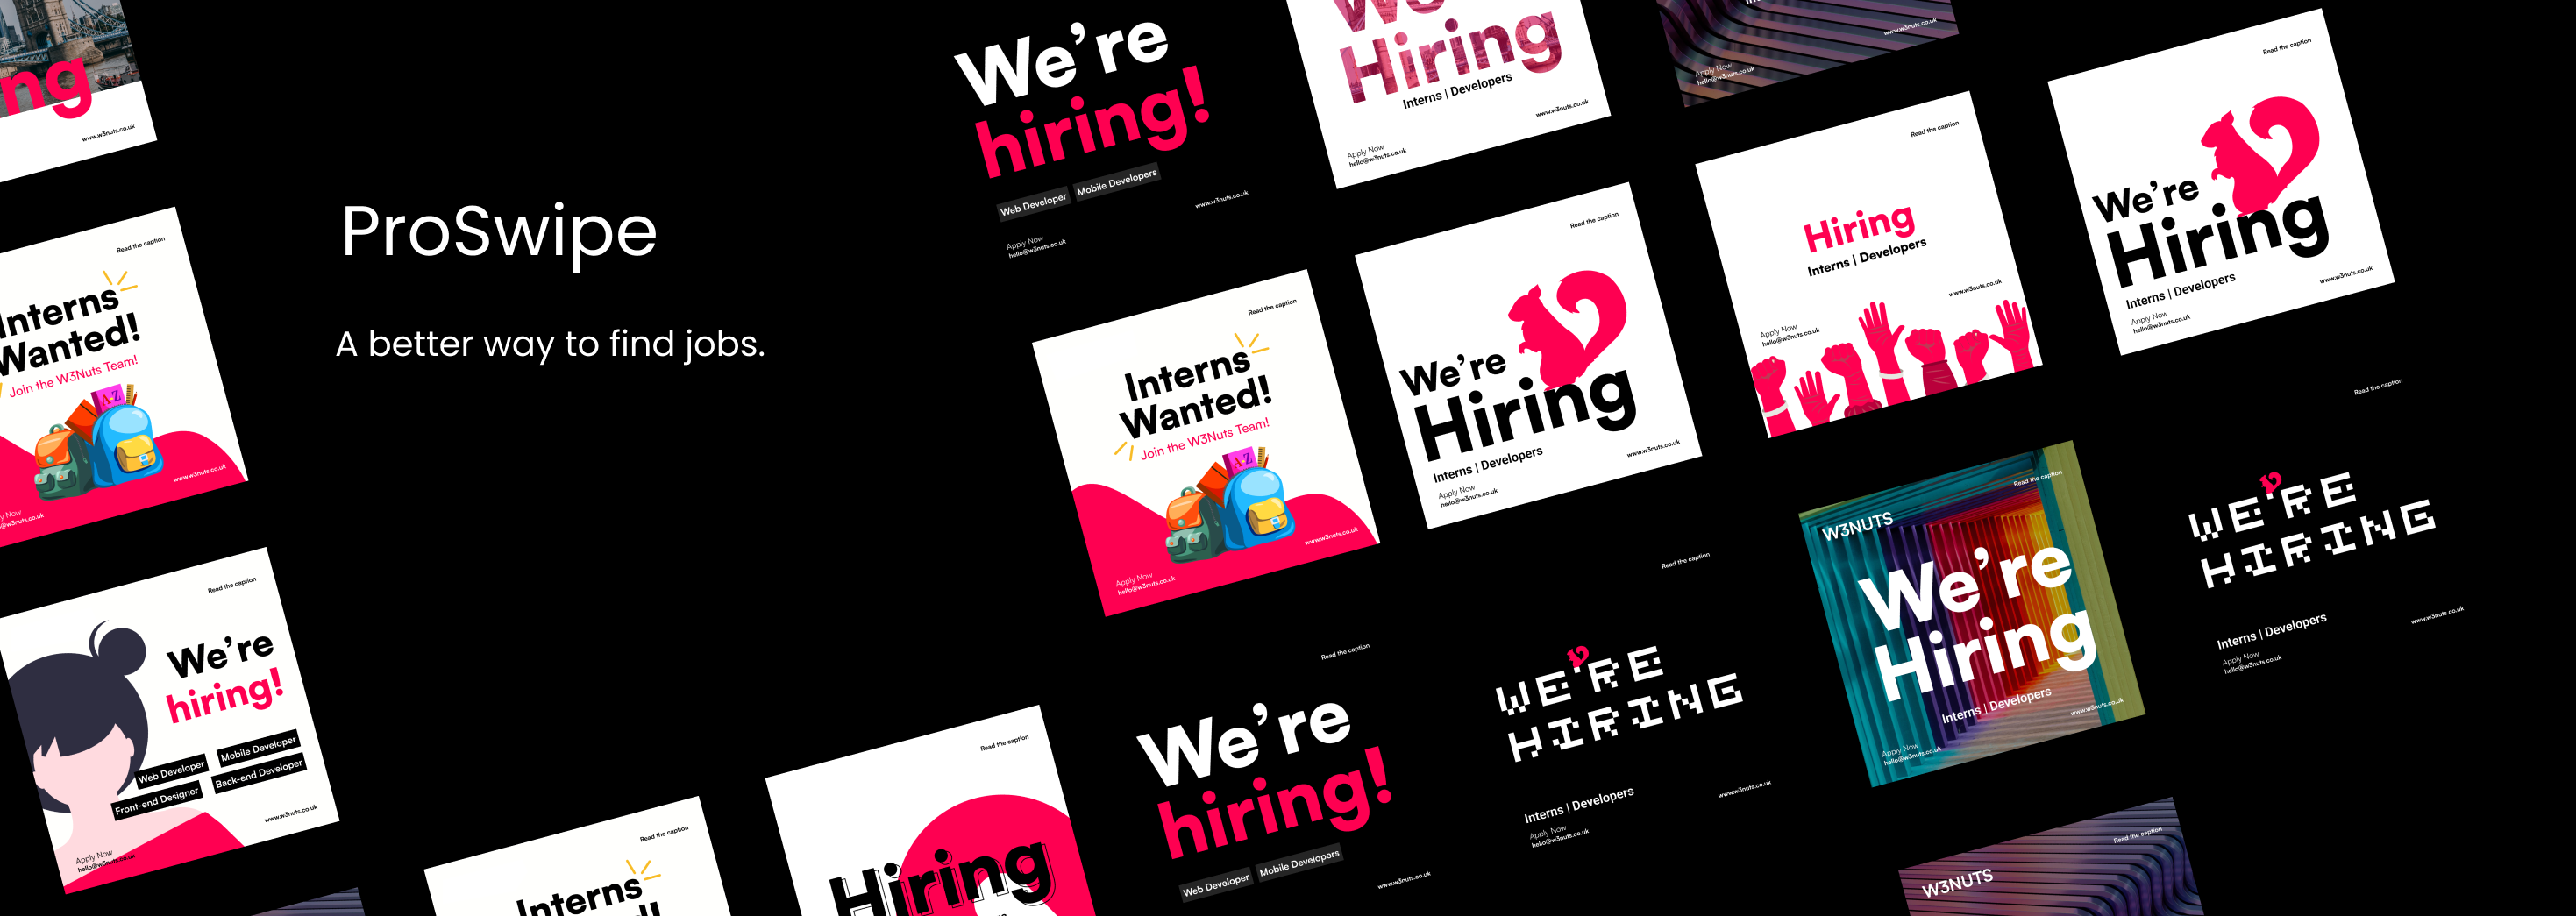 ng
www.w3nuts.co.uk
Read the caption
Interns
Wanted!
Join the W3Nuts Team!
www.w3nuts.co.uk
Apply Now
Read the caption
We're
hiring!
Web Developer
Mobile Developer
Front-end Designer
Back-end Developer
www.w3nuts.co.uk
Apply Now
hello@w3nuts.co.uk
ProSwipe
A better way to find jobs.
Read the caption
Interns
Wanted!
Read the caption
Hiring
We're
hiring!
Web Developer
Mobile Developers
www.w3nuts.co.uk
Apply Now
hello@w3nuts.co.uk
We
Hiring
Interns | Developers
www.w3nuts.co.uk
Apply Now
hello@w3nuts.co.uk
www.w3nuts.co.uk
Apply Now
hello@w3nuts.co.uk
Read the caption
Interns
Wanted!
Join the W3Nuts Team!
www.w3nuts.co.uk
Apply Now
hello@w3nuts.co.uk
Read the caption
We're
Hiring
Interns | Developers
www.w3nuts.co.uk
Apply Now
hello@w3nuts.co.uk
Read the caption
Hiring
Interns | Developers
www.w3nuts.co.uk
Apply Now
hello@w3nuts.co.uk
Read the caption
We're
Hiring
Interns | Developers
www.w3nuts.co.uk
Apply Now
hello@w3nuts.co.uk
Read the caption
We're
hiring!
Web Developer
Mobile Developers
www.w3nuts.co.uk
Read the caption
WE'RE
HIRING
Interns | Developers
www.w3nuts.co.uk
Apply Now
hello@w3nuts.co.uk
Read the caption
W3NUTS
We're
Hiring
Interns | Developers
www.w3nuts.co.uk
Apply Now
hello@w3nuts.co.uk
Read the caption
WE'RE
HIRING
Interns | Developers
www.w3nuts.co.uk
Apply Now
hello@w3nuts.co.uk
Read the caption
W3NUTS